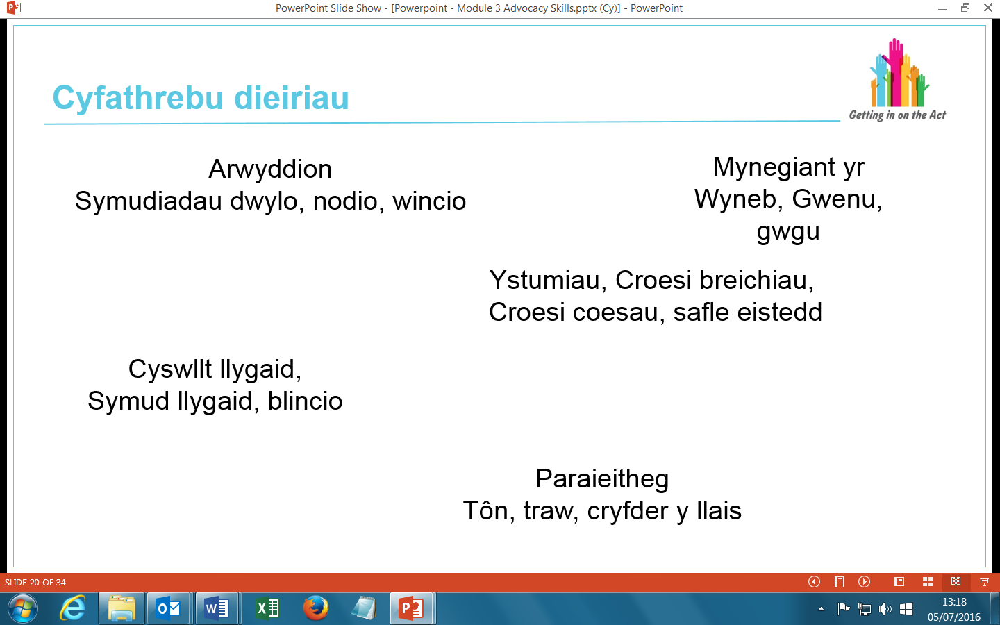 PowerPoint Slide Show - [Powerpoint - Module 3 Advocacy Skills.pptx (Cy)] - PowerPoint
Cyfathrebu dieiriau
Getting in on the Act
Arwyddion
Symudiadau dwylo, nodio, wincio
Mynegiant yr
Wyneb, Gwenu,
gwgu
Ystumiau, Croesi breichiau,
Croesi coesau, safle eistedd
Cyswllt llygaid,
Symud llygaid, blincio
Paraieitheg
Tôn, traw, cryfder y llais
SLIDE 20 OF 34
13:18
05/07/2016